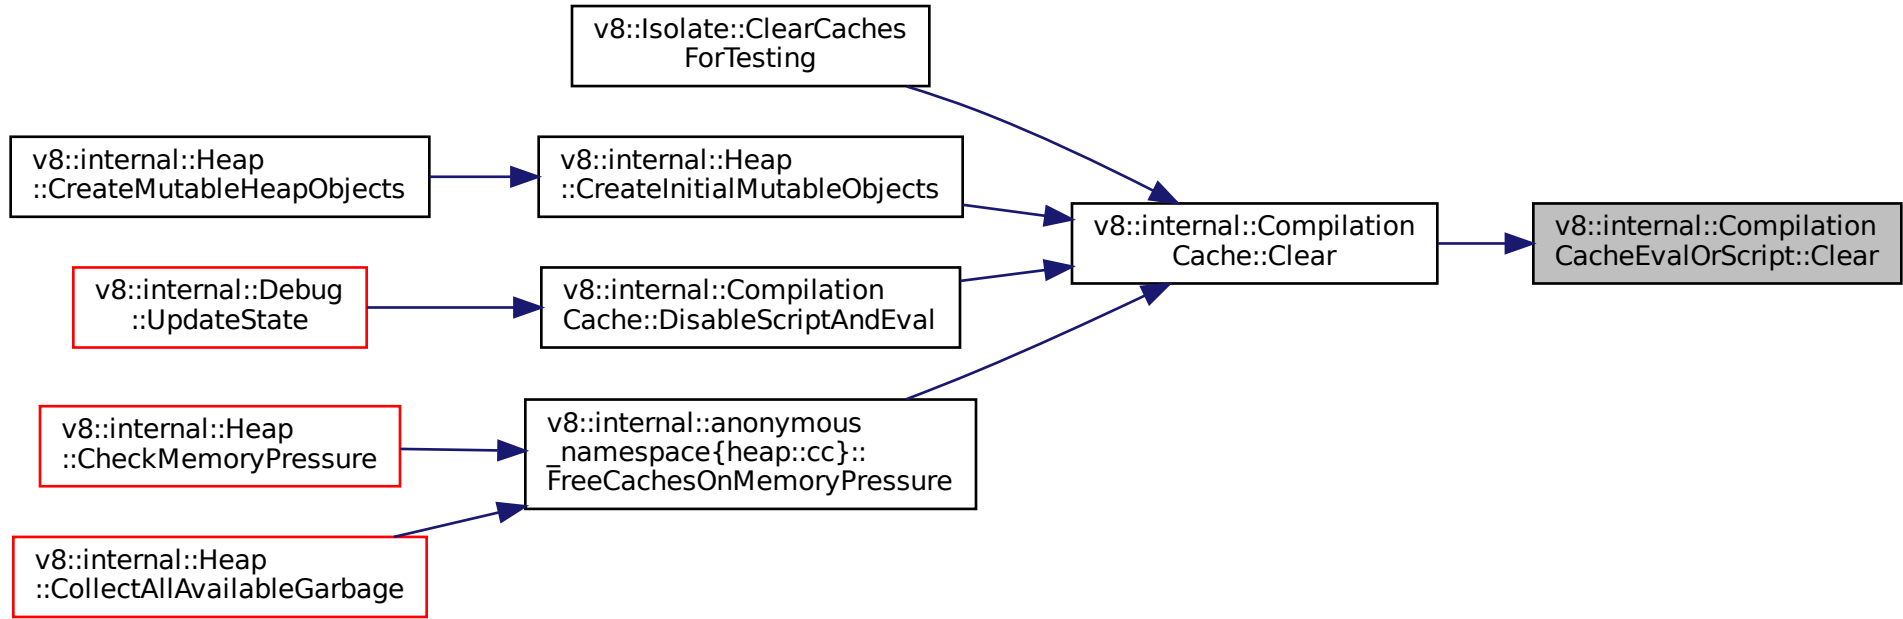 v8::Isolate::ClearCaches
ForTesting
v8::internal::Heap
::CreateMutableHeapObjects
v8::internal::Heap
::CreateInitialMutableObjects
v8::internal::Compilation
Cache::Clear
v8::internal::Compilation
CacheEvalOrScript::Clear
v8::internal::Debug
::UpdateState
v8::internal::Compilation
Cache::DisableScriptAndEval
v8::internal::Heap
::CheckMemoryPressure
v8::internal::anonymous
_namespace{heap::cc}::
FreeCachesOnMemoryPressure
v8::internal::Heap
::CollectAllAvailableGarbage